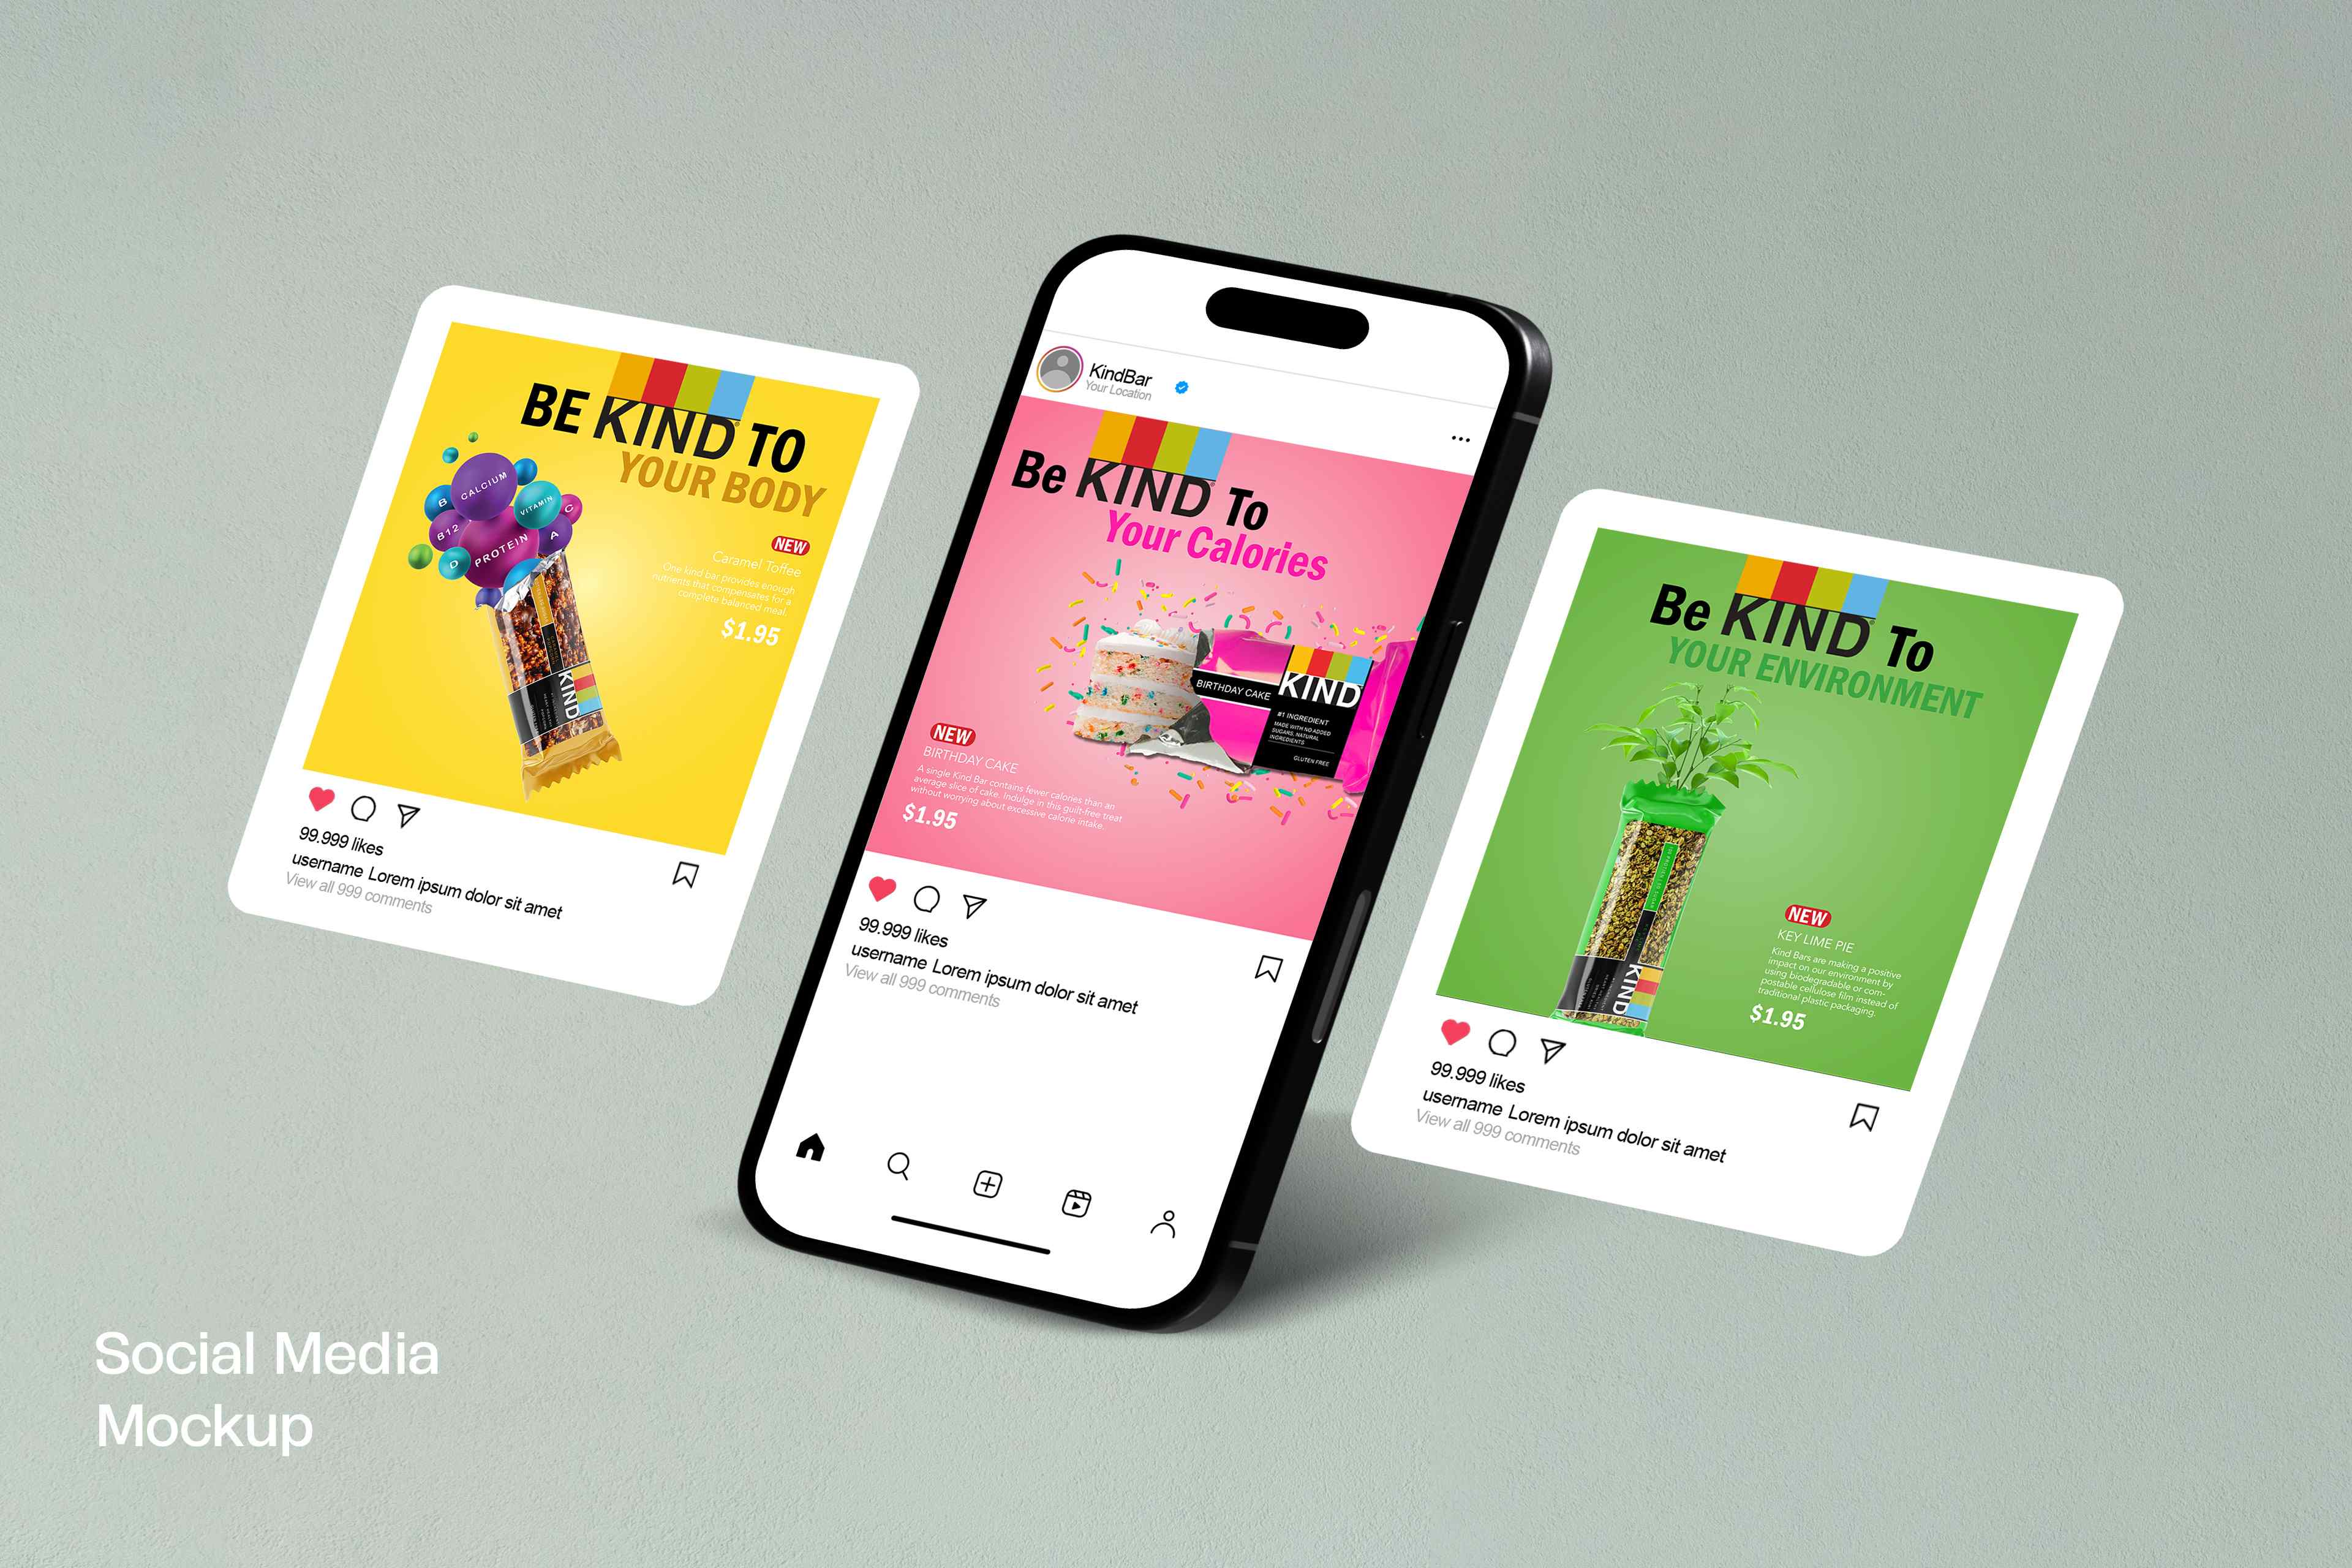 BE KIND TO
YOUR BODY
CALCIUM
B
VITAMIN
C
B12
A
PROTEIN
D
NEW
Caramel Toffee
One kind bar provides enough
nutrients that compensates for a
complete balanced meal.
$1.95
KIND
99.999 likes
username Lorem ipsum dolor sit amet
View all 999 comments
KindBar
Your Location
Be KIND To
Your Calories
BIRTHDAY CAKE
KIND
#1 INGREDIENT
MADE WITH NO ADDED
SUGARS, NATURAL
INGREDIENTS
GLUTEN FREE
NEW
BIRTHDAY CAKE
A single Kind Bar contains fewer calories than an
average slice of cake. Indulge in this guilt-free treat
without worrying about excessive calorie intake.
$1.95
99.999 likes
username Lorem ipsum dolor sit amet
View all 999 comments
Be KIND To
YOUR ENVIRONMENT
KIND
NEW
KEY LIME PIE
Kind Bars are making a positive
impact on our environment by
using biodegradable or com-
postable cellulose film instead of
traditional plastic packaging.
$1.95
99.999 likes
username Lorem ipsum dolor sit amet
View all 999 comments
Social Media
Mockup